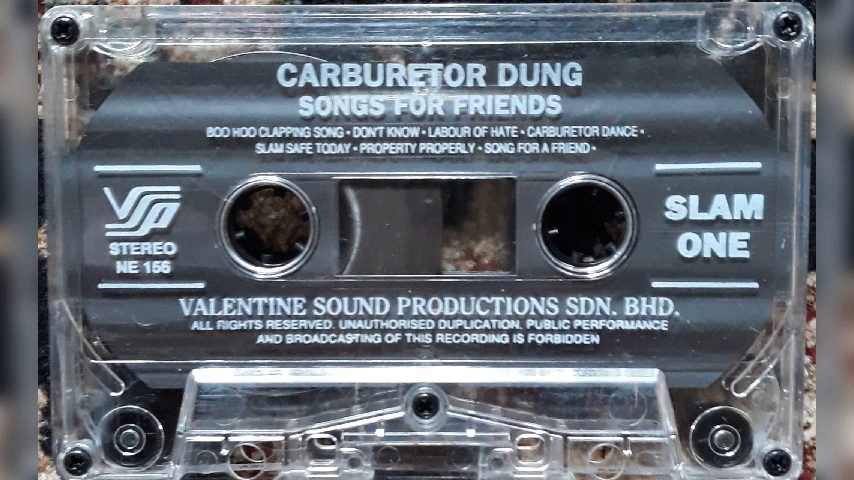 CARBURETOR DUNG
SONGS FOR FRIENDS
BOO HOO CLAPPING SONG • DON'T KNOW • LABOUR OF HATE • CARBURETOR DANCE •
SLAM SAFE TODAY • PROPERTY PROPERLY • SONG FOR A FRIEND •
VSP
STEREO
NE 156
SLAM
ONE
VALENTINE SOUND PRODUCTIONS SDN. BHD.
ALL RIGHTS RESERVED. UNAUTHORISED DUPLICATION, PUBLIC PERFORMANCE
AND BROADCASTING OF THIS RECORDING IS FORBIDDEN